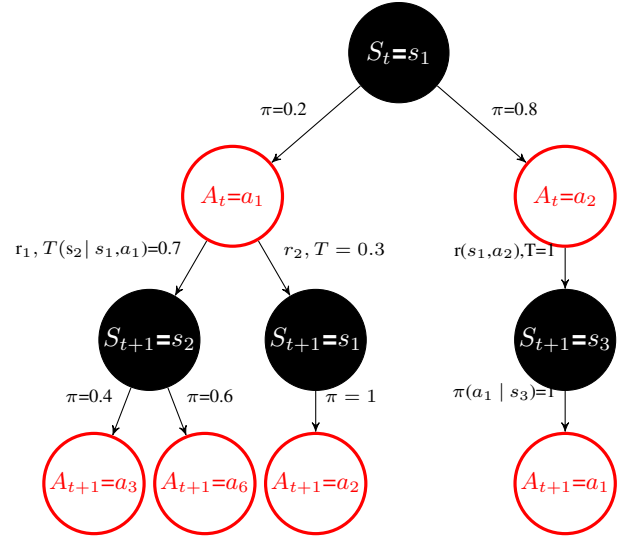 S_t=s_1
π=0.2
π=0.8
A_t=a_1
A_t=a_2
r_1, T(s_2| s_1,a_1)=0.7
r_2, T = 0.3
r(s_1,a_2),T=1
S_{t+1}=s_2
S_{t+1}=s_1
S_{t+1}=s_3
π=0.4
π=0.6
π = 1
π(a_1 | s_3)=1
A_{t+1}=a_3
A_{t+1}=a_6
A_{t+1}=a_2
A_{t+1}=a_1